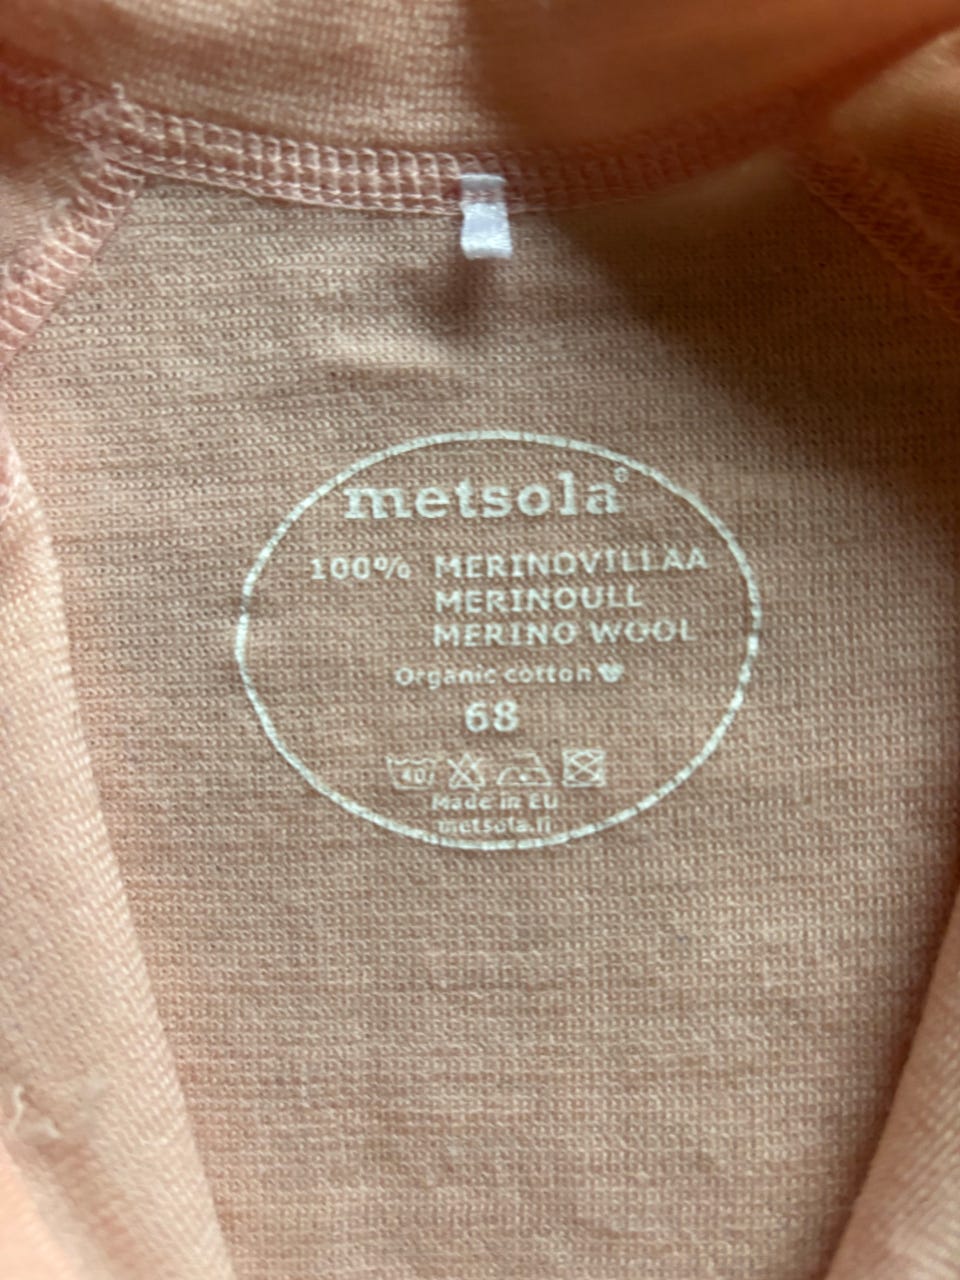 metsola®
100% MERINOVILLAA
MERINOULL
MERINO WOOL
Organic cotton
68
40
Made in EU
metsola.fi